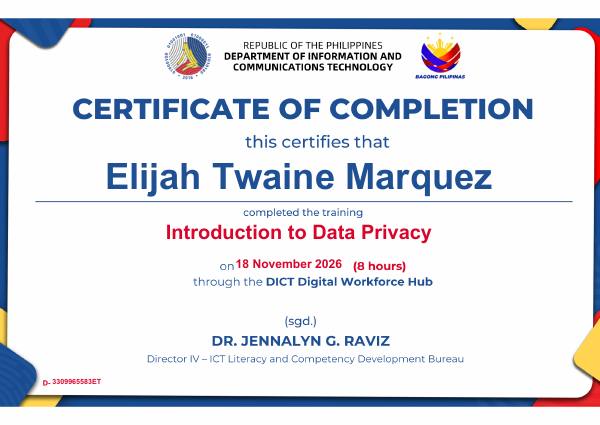 REPUBLIC OF THE PHILIPPINES
DEPARTMENT OF INFORMATION AND
COMMUNICATIONS TECHNOLOGY
BAGONG PILIPINAS
CERTIFICATE OF COMPLETION
this certifies that
Elijah Twaine Marquez
completed the training
Introduction to Data Privacy
on 18 November 2026 (8 hours)
through the DICT Digital Workforce Hub
(sgd.)
DR. JENNALYN G. RAVIZ
Director IV – ICT Literacy and Competency Development Bureau
D- 3309965583ET